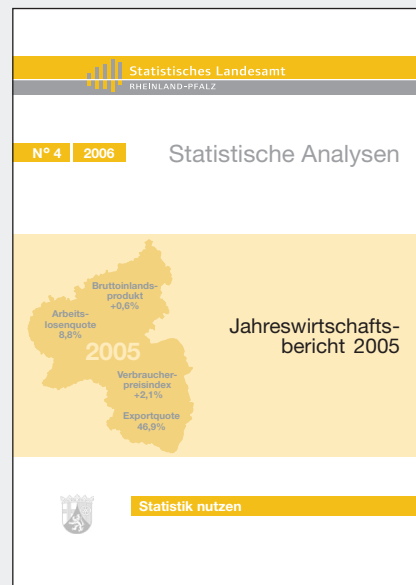 Statistisches Landesamt
RHEINLAND-PFALZ
N° 4 2006
Statistische Analysen
Bruttoinlands-
produkt
+0,6%
Arbeits-
losenquote
8,8%
2005
Verbraucher-
preisindex
+2,1%
Exportquote
46,9%
Jahreswirtschafts-
bericht 2005
Statistik nutzen